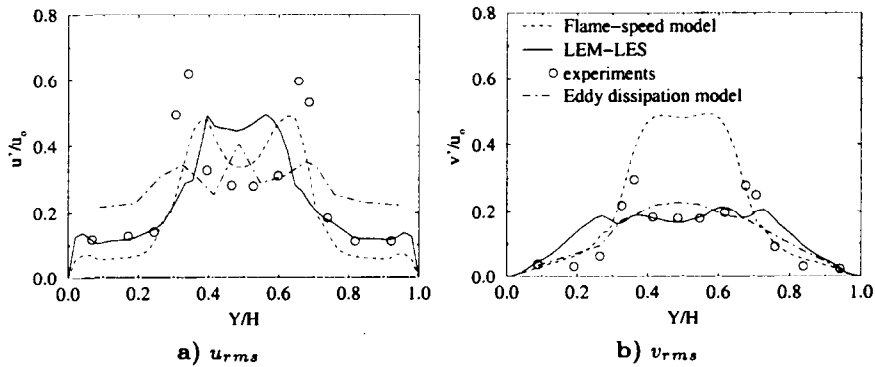 0.8
0.6
0.4
0.2
0.0
u'/u₀
0.0 0.2 0.4 0.6 0.8 1.0
Y/H
a) u_rms
0.8
0.6
0.4
0.2
0.0
v'/u₀
Flame-speed model
LEM-LES
experiments
Eddy dissipation model
0.0 0.2 0.4 0.6 0.8 1.0
Y/H
b) v_rms